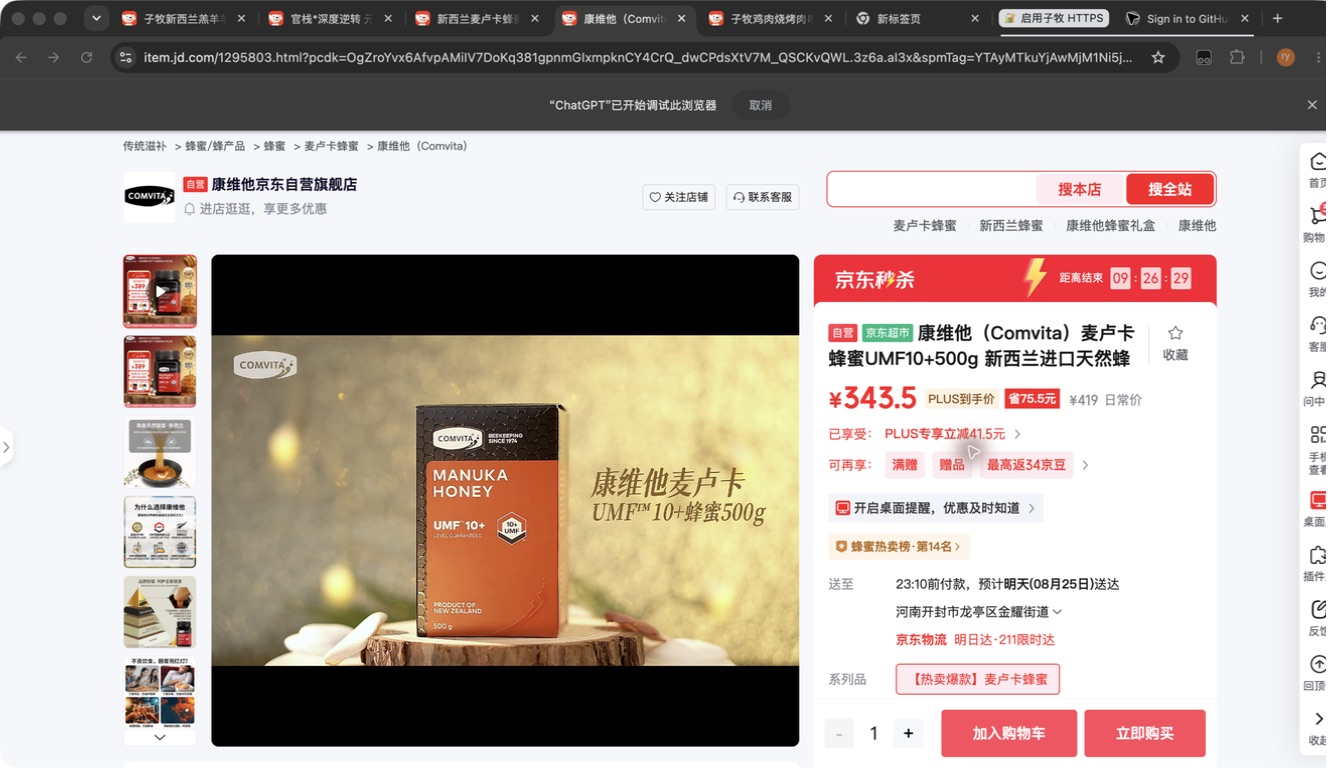 子牧新西兰羔羊
官栈*深度逆转 元
新西兰麦卢卡蜂
康维他（Comvit
子牧鸡肉烧烤肉
新标签页
启用子牧 HTTPS
Sign in to GitHu
item.jd.com/1295803.html?pcdk=OgZroYvx6AfvpAMilV7DoKq381gpnmGlxmpknCY4CrQ_dwCPdsXtV7M_QSCKvQWL.3z6a.al3x&spmTag=YTAyMTkuYjAwMjM1Ni5j...
ry
“ChatGPT”已开始调试此浏览器
取消
传统滋补 > 蜂蜜/蜂产品 > 蜂蜜 > 麦卢卡蜂蜜 > 康维他（Comvita）
COMVITA
自营 康维他京东自营旗舰店
进店逛逛，享更多优惠
关注店铺
联系客服
搜本店
搜全站
麦卢卡蜂蜜
新西兰蜂蜜
康维他蜂蜜礼盒
康维他
为什么选择康维他
COMVITA
COMVITA
BEEKEEPING
SINCE 1974
MANUKA
HONEY
UMF™10+
10+
UMF
PRODUCT OF
NEW ZEALAND
500 g
康维他麦卢卡
UMF™10+蜂蜜500g
京东秒杀
距离结束 09 : 26 : 29
自营 京东超市 康维他（Comvita）麦卢卡
蜂蜜UMF10+500g 新西兰进口天然蜂
收藏
¥343.5 PLUS到手价 省75.5元 ¥419 日常价
已享受： PLUS专享立减41.5元
可再享： 满赠 赠品 最高返34京豆
开启桌面提醒，优惠及时知道
蜂蜜热卖榜·第14名
送至 23:10前付款，预计明天(08月25日)送达
河南开封市龙亭区金耀街道
京东物流 明日达·211限时达
系列品 【热卖爆款】麦卢卡蜂蜜
- 1 +
加入购物车
立即购买
首页
购物
我的
客服
问中
手机
查看
桌面
插件
反馈
回顶
收起